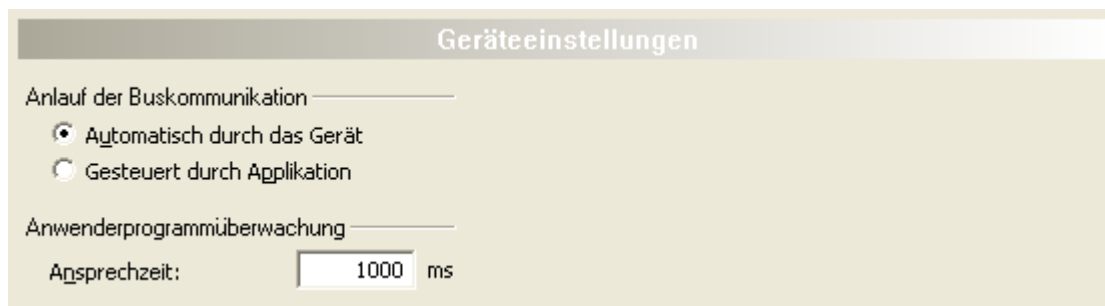 Geräteeinstellungen
Anlauf der Buskommunikation
Automatisch durch das Gerät
Gesteuert durch Applikation
Anwenderprogrammüberwachung
Ansprechzeit: 1000 ms